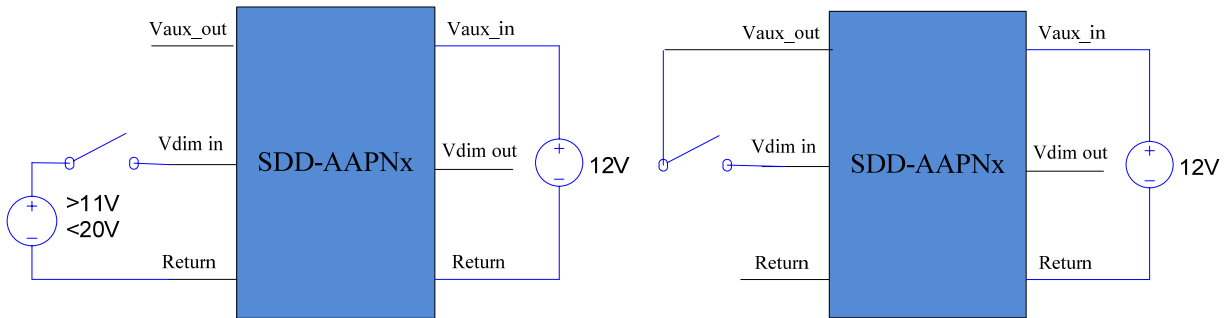 Vaux_out
Vaux_in
Vdim in
SDD-AAPNx
Vdim out
12V
>11V
<20V
Return
Return
Vaux_out
Vaux_in
Vdim in
SDD-AAPNx
Vdim out
12V
Return
Return